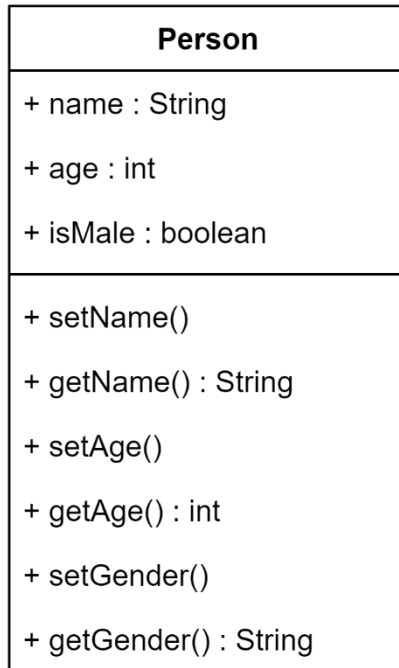 Person
+ name : String
+ age : int
+ isMale : boolean
+ setName()
+ getName() : String
+ setAge()
+ getAge() : int
+ setGender()
+ getGender() : String